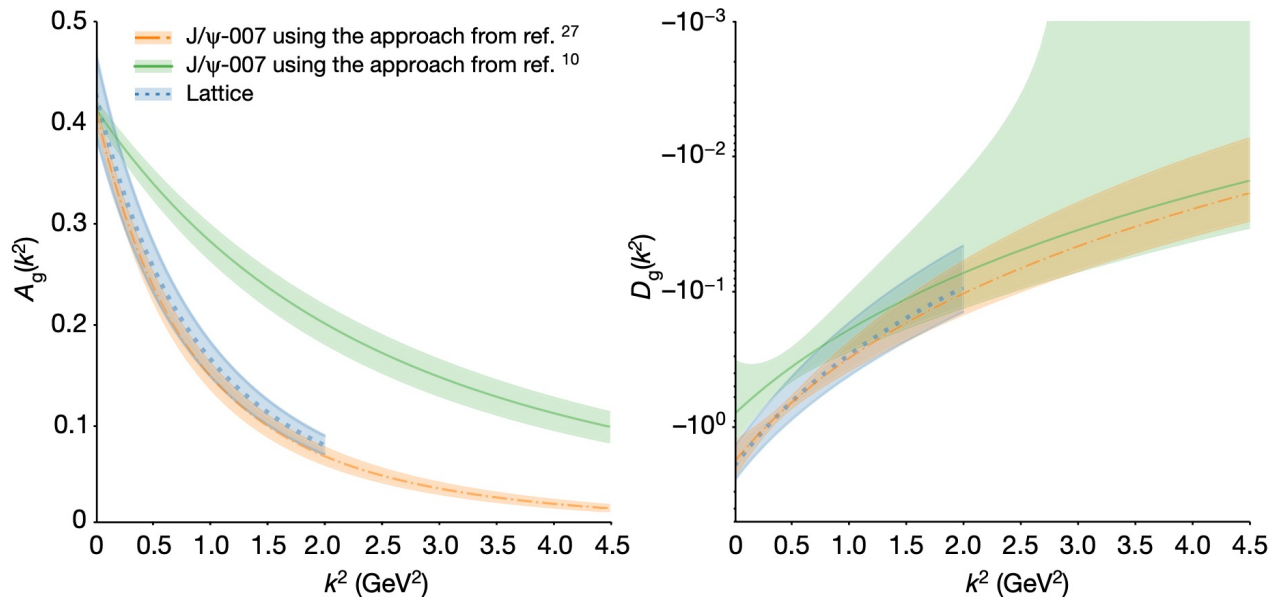 0.5
0.4
0.3
0.2
0.1
0
A_g(k²)
J/ψ-007 using the approach from ref. ²⁷
J/ψ-007 using the approach from ref. ¹⁰
Lattice
0 0.5 1.0 1.5 2.0 2.5 3.0 3.5 4.0 4.5
k² (GeV²)
−10⁻³
−10⁻²
−10⁻¹
−10⁰
D_g(k²)
0 0.5 1.0 1.5 2.0 2.5 3.0 3.5 4.0 4.5
k² (GeV²)